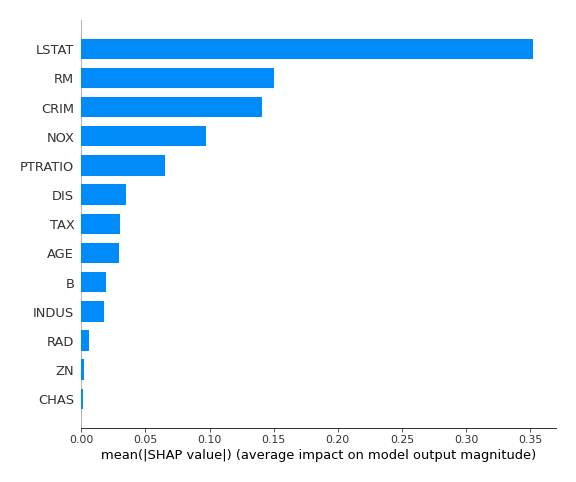 LSTAT
RM
CRIM
NOX
PTRATIO
DIS
TAX
AGE
B
INDUS
RAD
ZN
CHAS
0.00 0.05 0.10 0.15 0.20 0.25 0.30 0.35
mean(|SHAP value|) (average impact on model output magnitude)